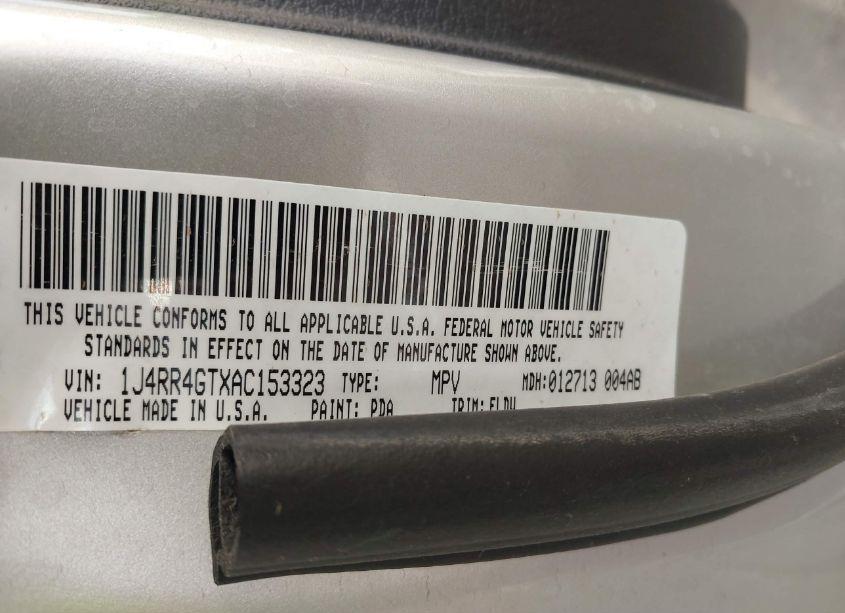 THIS VEHICLE CONFORMS TO ALL APPLICABLE U.S.A. FEDERAL MOTOR VEHICLE SAFETY
STANDARDS IN EFFECT ON THE DATE OF MANUFACTURE SHOWN ABOVE.
VIN: 1J4RR4GTXAC153323 TYPE: MPV MDH:012713 004AB
VEHICLE MADE IN U.S.A. PAINT: PDA TRIM: